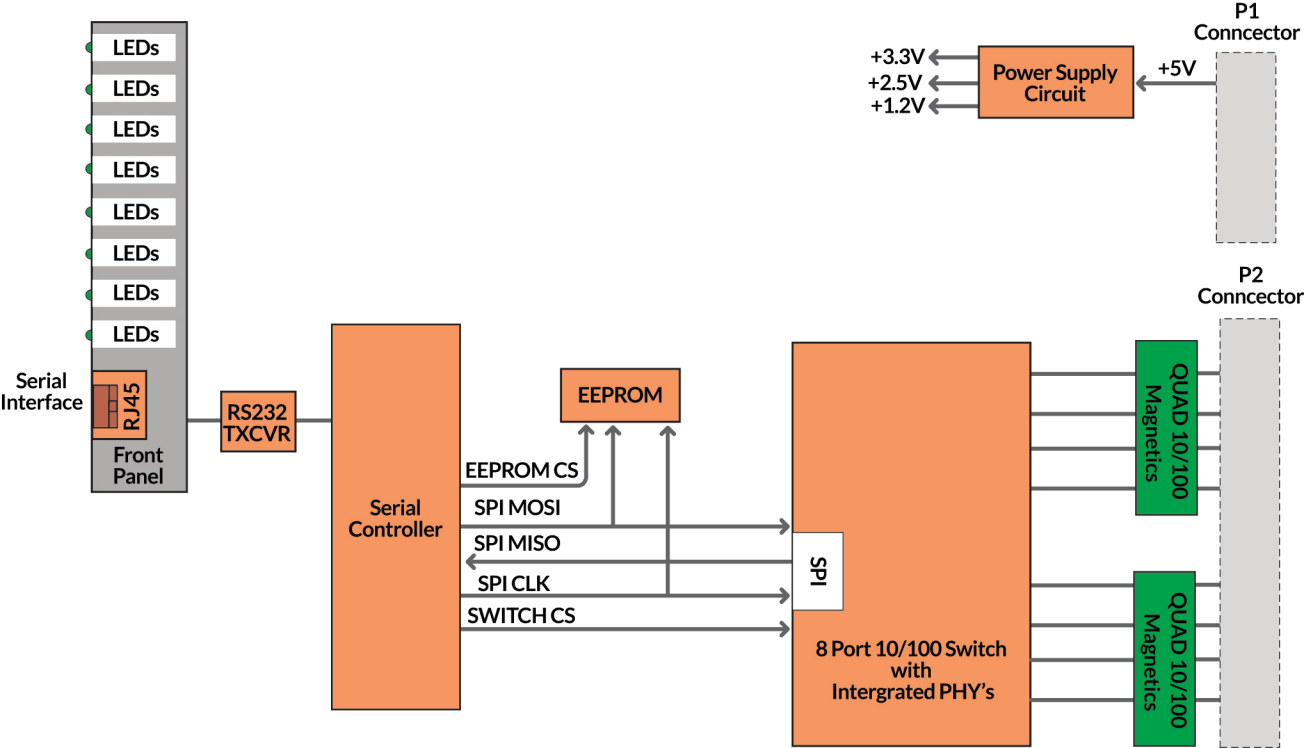 P1
Conncector
+3.3V
+2.5V
+1.2V
Power Supply
Circuit
+5V
LEDs
LEDs
LEDs
LEDs
LEDs
LEDs
LEDs
LEDs
Serial
Interface
RJ45
Front
Panel
RS232
TXCVR
Serial
Controller
EEPROM
EEPROM CS
SPI MOSI
SPI MISO
SPI CLK
SWITCH CS
SPI
8 Port 10/100 Switch
with
Intergrated PHY's
P2
Conncector
QUAD 10/100
Magnetics
QUAD 10/100
Magnetics